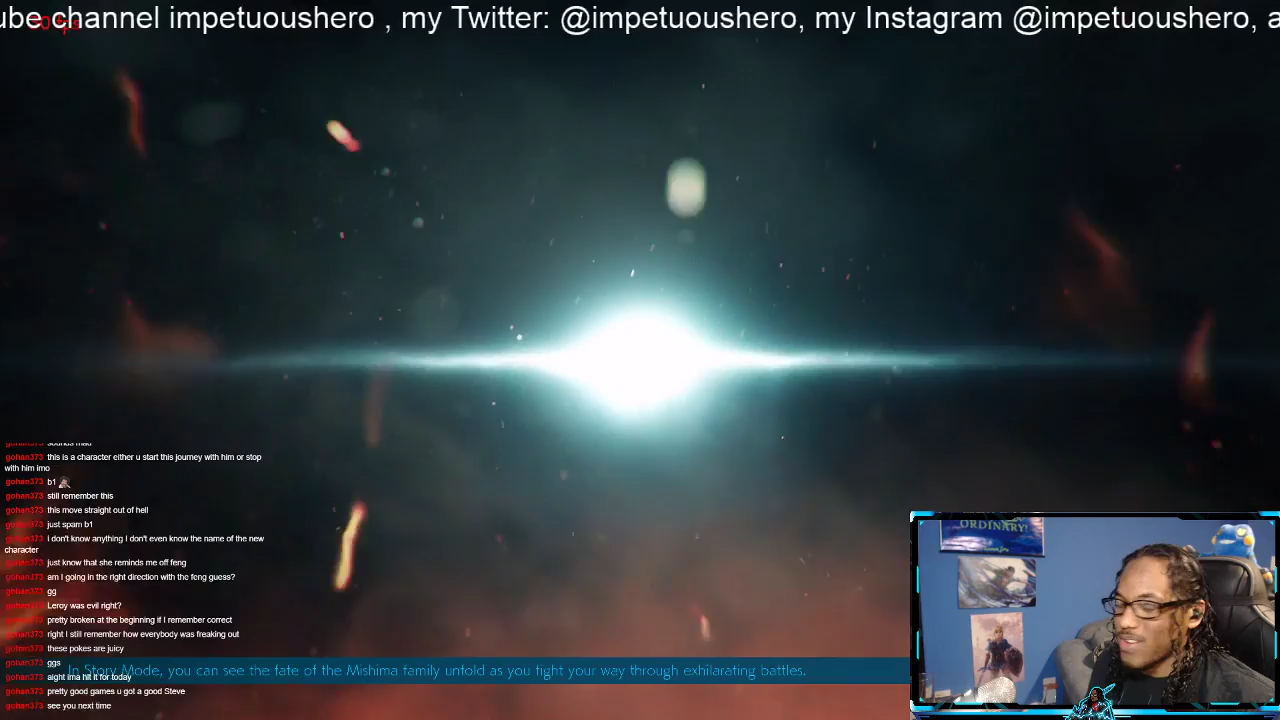 ube channel impetuoushero , my Twitter: @impetuoushero, my Instagram @impetuoushero, a
gohan373 sounds mad
gohan373 this is a character either u start this journey with him or stop
with him imo
gohan373 b1
gohan373 still remember this
gohan373 this move straight out of hell
gohan373 just spam b1
gohan373 I don't know anything I don't even know the name of the new
character
gohan373 just know that she reminds me off feng
gohan373 am I going in the right direction with the feng guess?
gohan373 gg
gohan373 Leroy was evil right?
gohan373 pretty broken at the beginning if I remember correct
gohan373 right I still remember how everybody was freaking out
gohan373 these pokes are juicy
gohan373 ggs
In Story Mode, you can see the fate of the Mishima family unfold as you fight your way through exhilarating battles.
gohan373 aight ima hit it for today
gohan373 pretty good games u got a good Steve
gohan373 see you next time
ORDINARY!